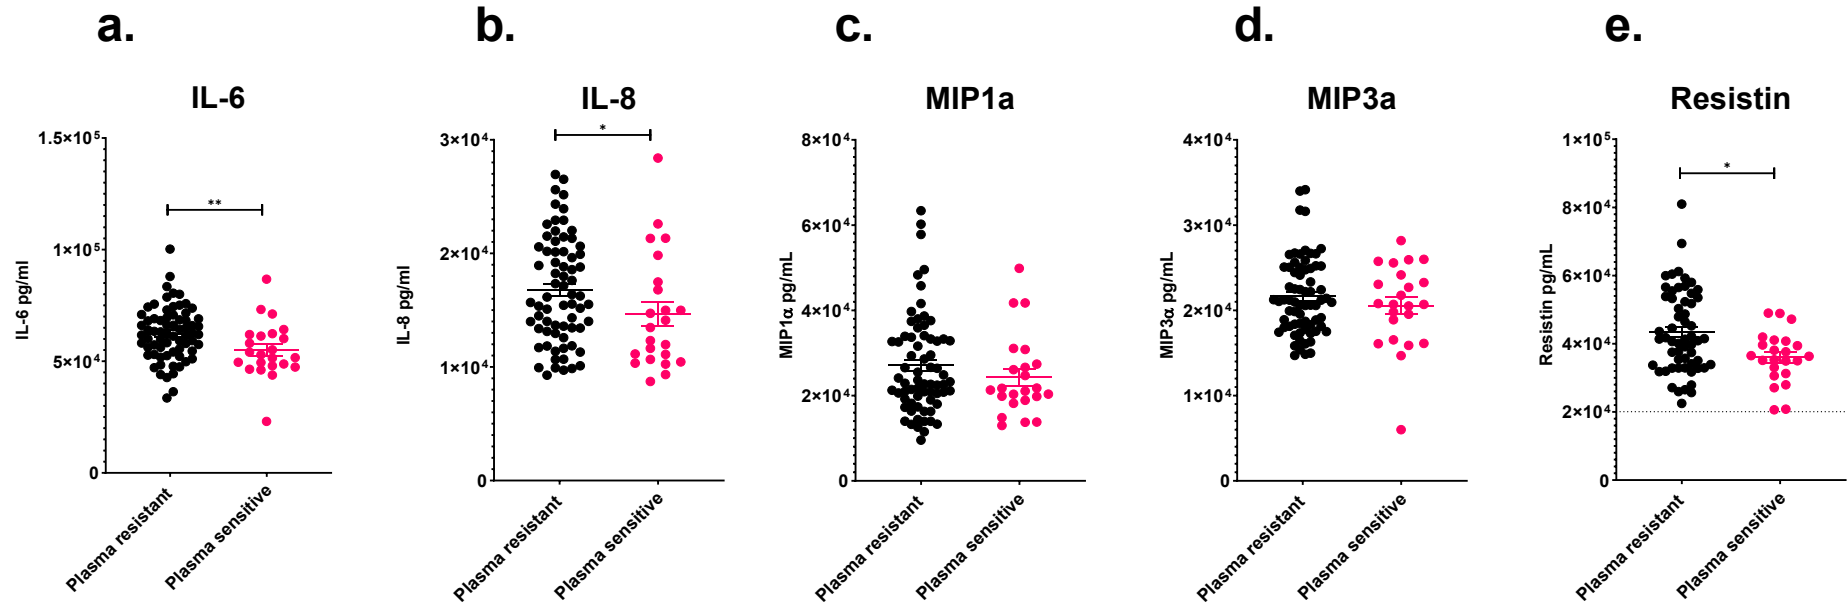 a.
IL-6
1.5×10⁵
1×10⁵
5×10⁴
0
IL-6 pg/ml
**
Plasma resistant
Plasma sensitive
b.
IL-8
3×10⁴
2×10⁴
1×10⁴
0
IL-8 pg/ml
*
Plasma resistant
Plasma sensitive
c.
MIP1a
8×10⁴
6×10⁴
4×10⁴
2×10⁴
0
MIP1α pg/mL
Plasma resistant
Plasma sensitive
d.
MIP3a
4×10⁴
3×10⁴
2×10⁴
1×10⁴
0
MIP3α pg/mL
Plasma resistant
Plasma sensitive
e.
Resistin
1×10⁵
8×10⁴
6×10⁴
4×10⁴
2×10⁴
0
Resistin pg/mL
*
Plasma resistant
Plasma sensitive